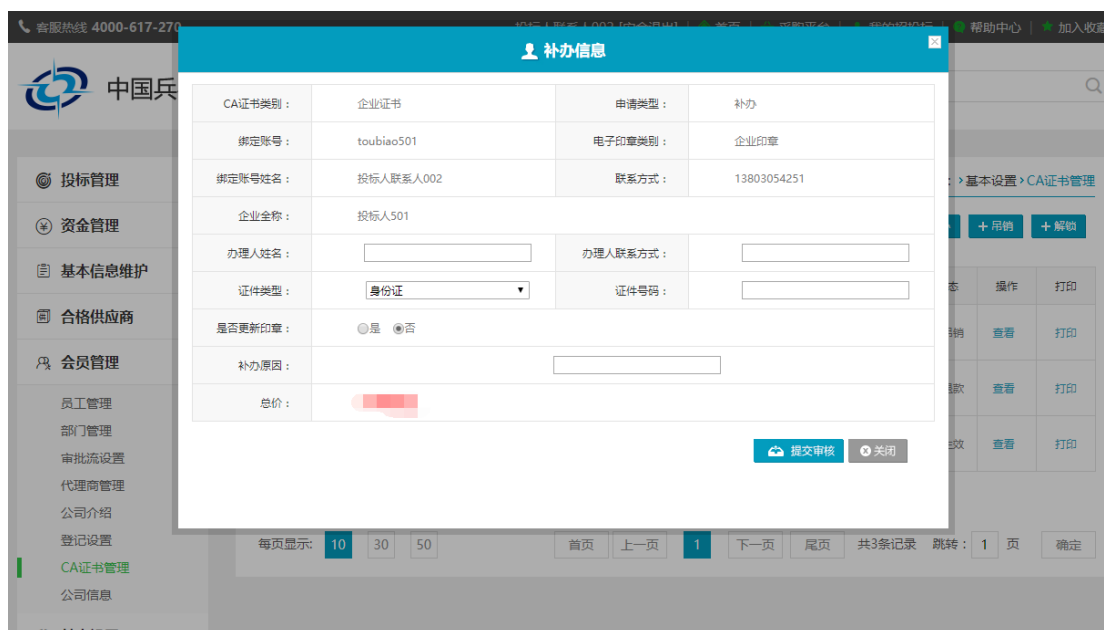 客服热线 4000-617-270
帮助中心
加入收藏
补办信息
中国兵
CA证书类别： 企业证书 申请类型： 补办
绑定账号： toubiao501 电子印章类别： 企业印章
绑定账号姓名： 投标人联系人002 联系方式： 13803054251
企业全称： 投标人501
办理人姓名： 办理人联系方式：
证件类型： 身份证 证件号码：
是否更新印章： 是 否
补办原因：
总价：
提交审核 关闭
投标管理
资金管理
基本信息维护
合格供应商
会员管理
员工管理
部门管理
审批流设置
代理商管理
公司介绍
登记设置
CA证书管理
公司信息
：›基本设置›CA证书管理
吊销 解锁
态 操作 打印
销 查看 打印
款 查看 打印
效 查看 打印
每页显示: 10 30 50 首页 上一页 1 下一页 尾页 共3条记录 跳转： 1 页 确定